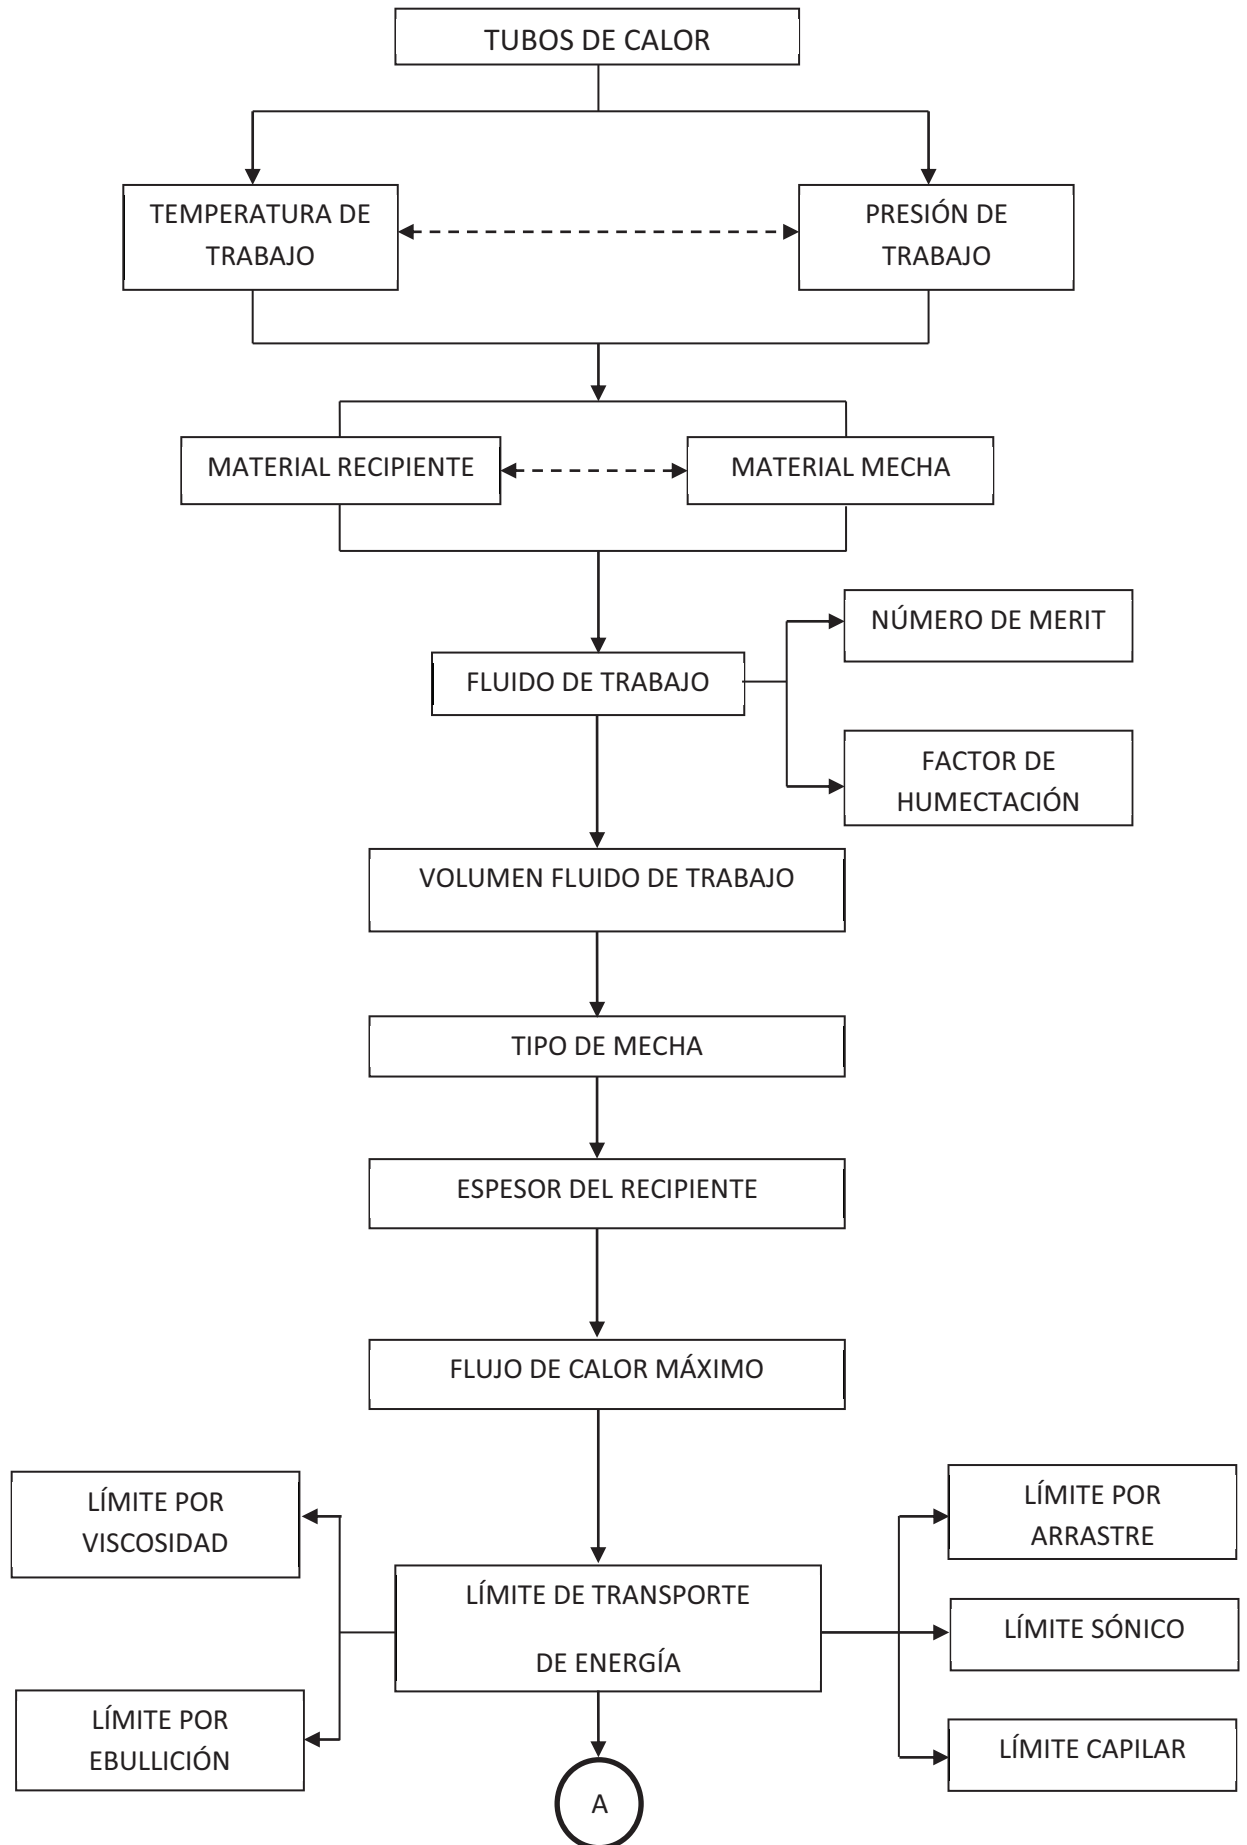 TUBOS DE CALOR
TEMPERATURA DE
TRABAJO
PRESIÓN DE
TRABAJO
MATERIAL RECIPIENTE
MATERIAL MECHA
NÚMERO DE MERIT
FLUIDO DE TRABAJO
FACTOR DE
HUMECTACIÓN
VOLUMEN FLUIDO DE TRABAJO
TIPO DE MECHA
ESPESOR DEL RECIPIENTE
FLUJO DE CALOR MÁXIMO
LÍMITE POR
VISCOSIDAD
LÍMITE POR
ARRASTRE
LÍMITE DE TRANSPORTE
DE ENERGÍA
LÍMITE SÓNICO
LÍMITE POR
EBULLICIÓN
LÍMITE CAPILAR
A